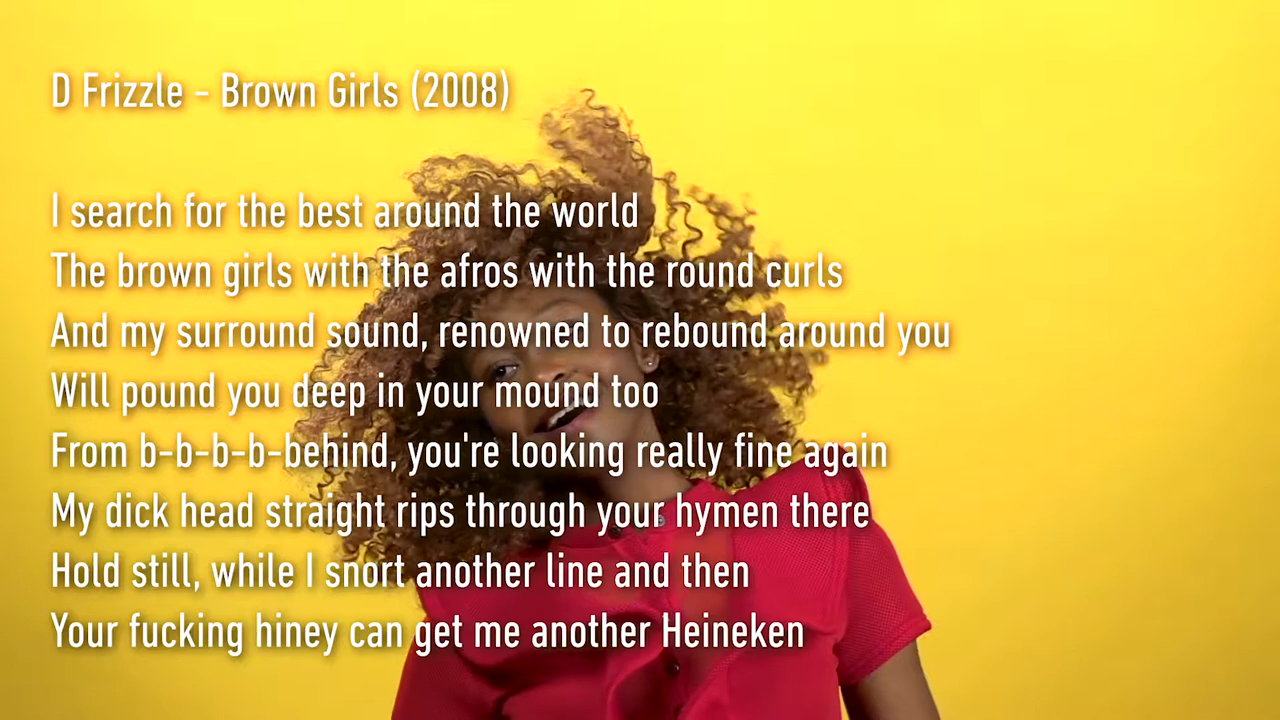 D Frizzle - Brown Girls (2008)
I search for the best around the world
The brown girls with the afros with the round curls
And my surround sound, renowned to rebound around you
Will pound you deep in your mound too
From b-b-b-b-behind, you're looking really fine again
My dick head straight rips through your hymen there
Hold still, while I snort another line and then
Your fucking hiney can get me another Heineken